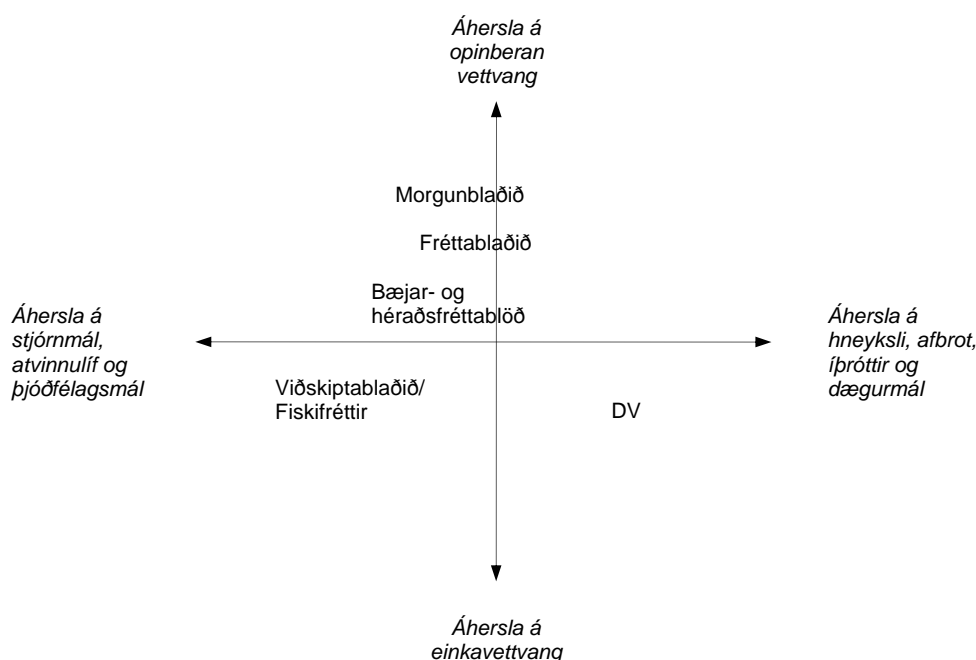 Áhersla á
opinberan
vettvang
Morgunblaðið
Fréttablaðið
Bæjar- og
héraðsfréttablöð
Áhersla á
stjórnmál,
atvinnulíf og
þjóðfélagsmál
Áhersla á
hneyksli, afbrot,
íþróttir og
dægurmál
Viðskiptablaðið/
Fiskifréttir
DV
Áhersla á
einkavettvang